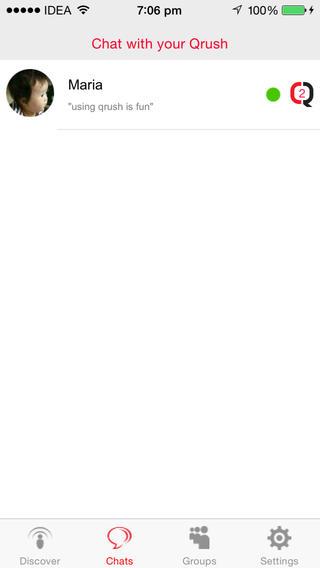 IDEA 7:06 pm 100%
Chat with your Qrush
Maria
"using qrush is fun"
2
Discover Chats Groups Settings